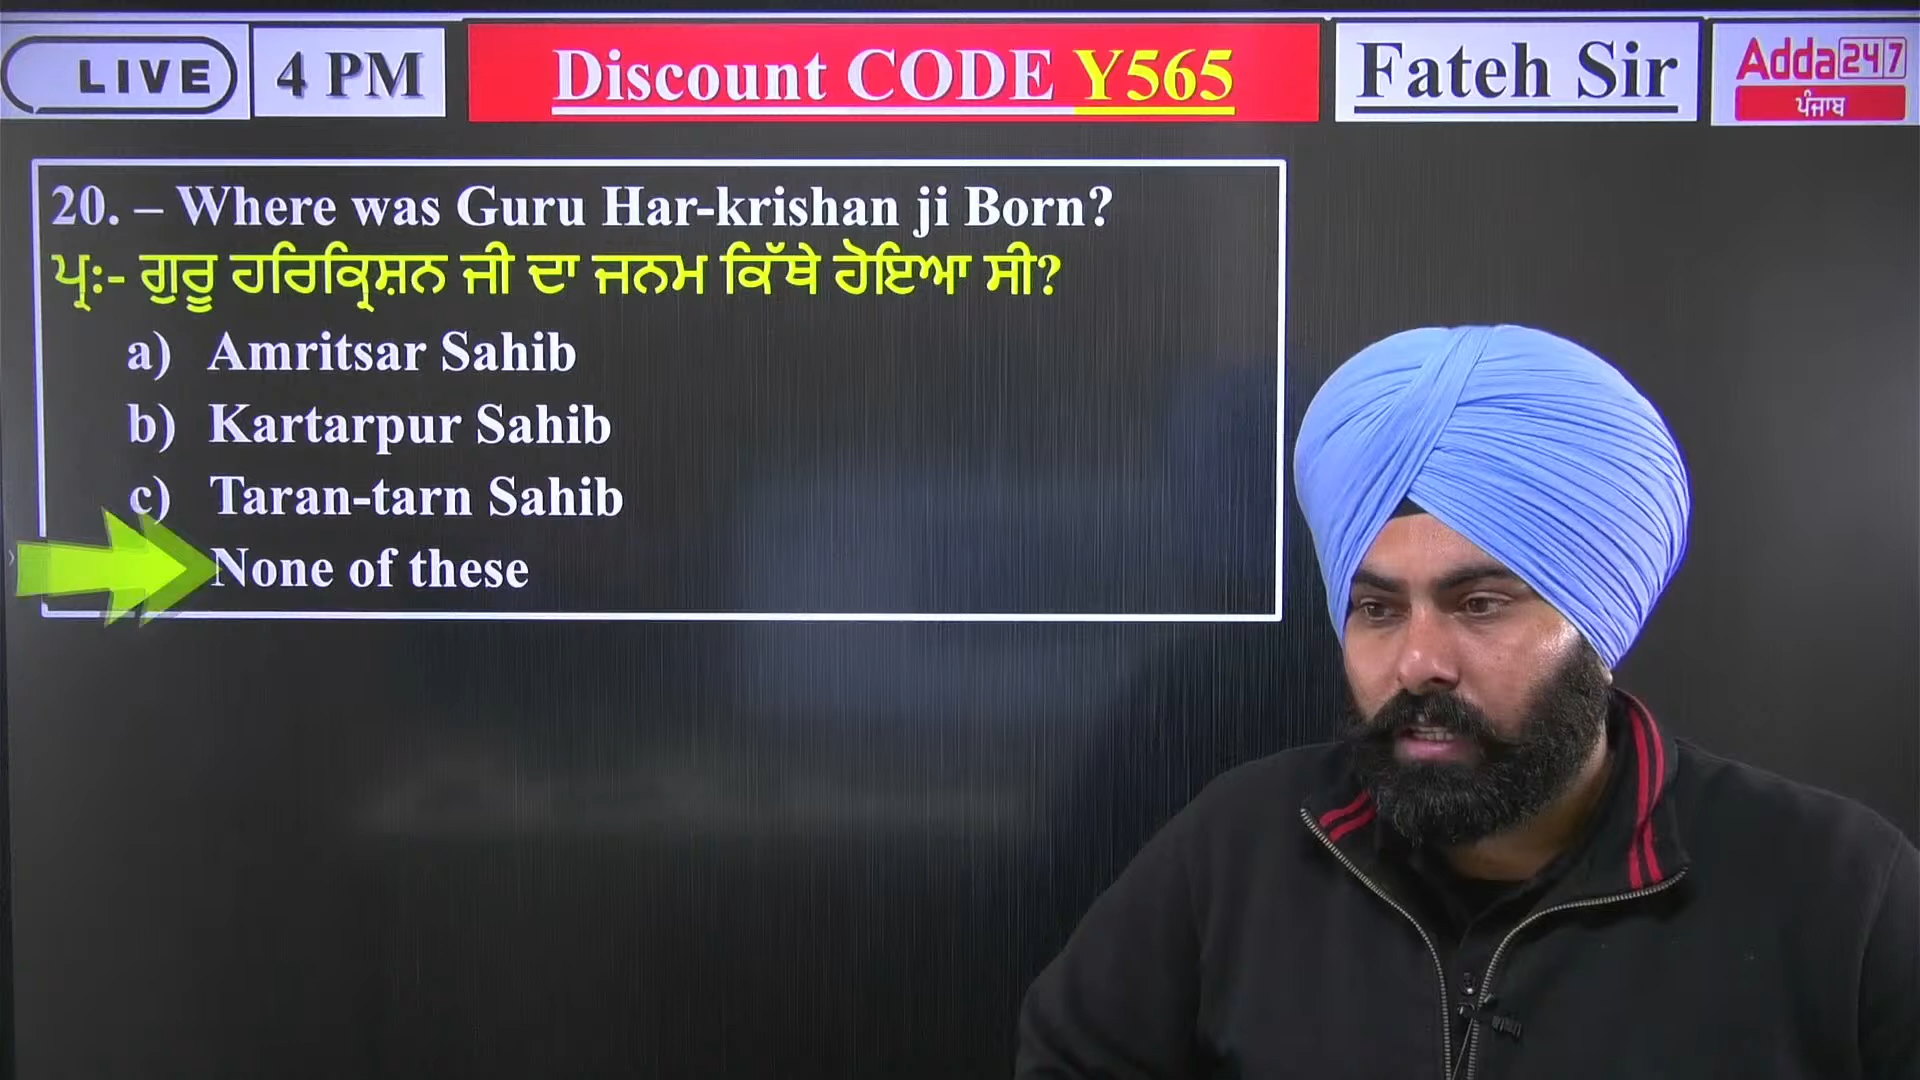 LIVE
4 PM
Discount CODE Y565
Fateh Sir
Adda247
ਪੰਜਾਬ
20. – Where was Guru Har-krishan ji Born?
ਪ੍ਰ:- ਗੁਰੂ ਹਰਿਕ੍ਰਿਸ਼ਨ ਜੀ ਦਾ ਜਨਮ ਕਿੱਥੇ ਹੋਇਆ ਸੀ?
a) Amritsar Sahib
b) Kartarpur Sahib
c) Taran-tarn Sahib
None of these